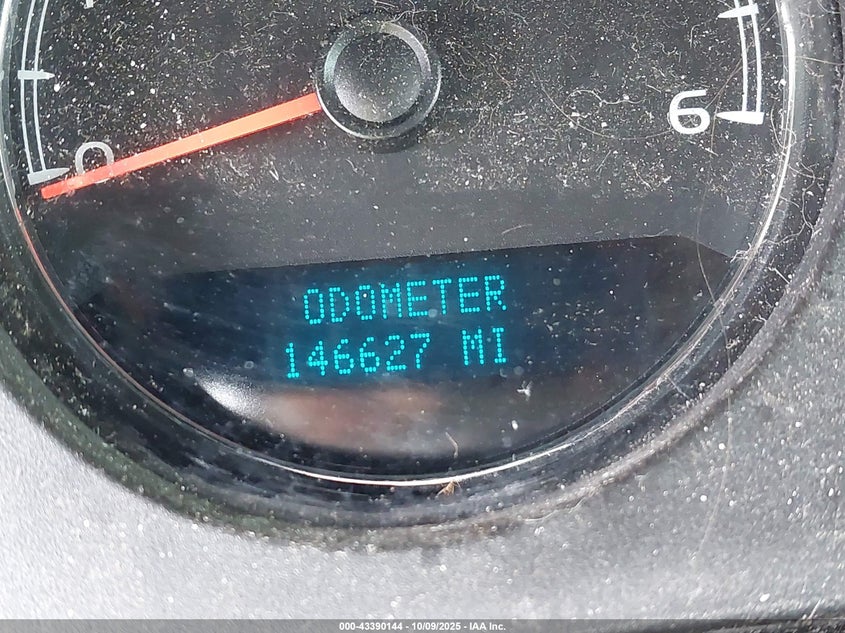 0
6
ODOMETER
146627 MI
000-43390144 - 10/09/2025 - IAA Inc.